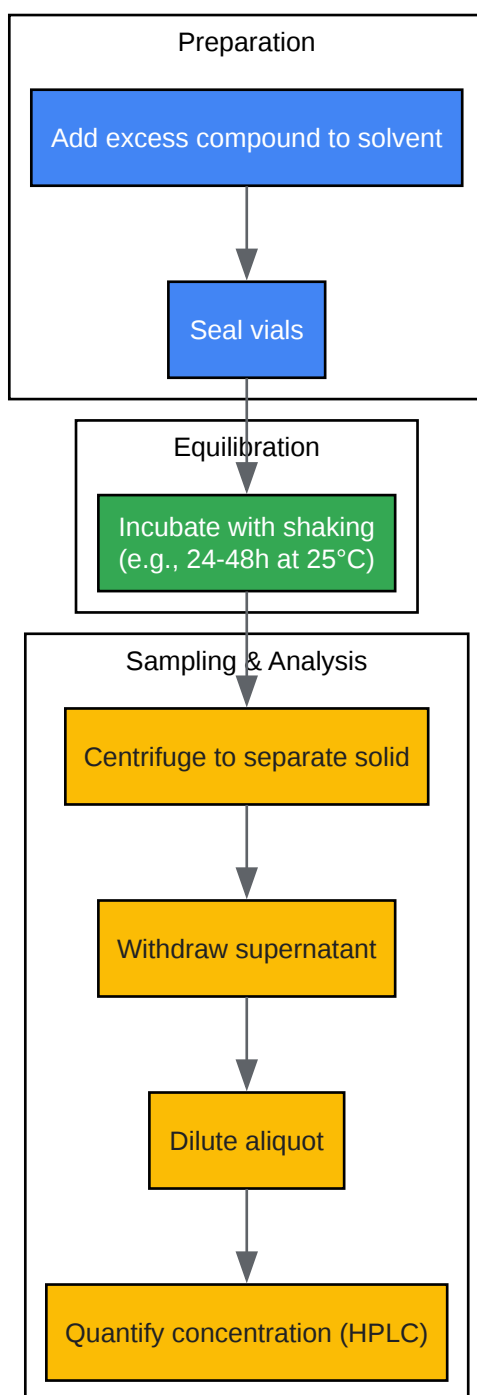 Preparation
Add excess compound to solvent
Seal vials
Equilibration
Incubate with shaking
(e.g., 24-48h at 25°C)
Sampling & Analysis
Centrifuge to separate solid
Withdraw supernatant
Dilute aliquot
Quantify concentration (HPLC)